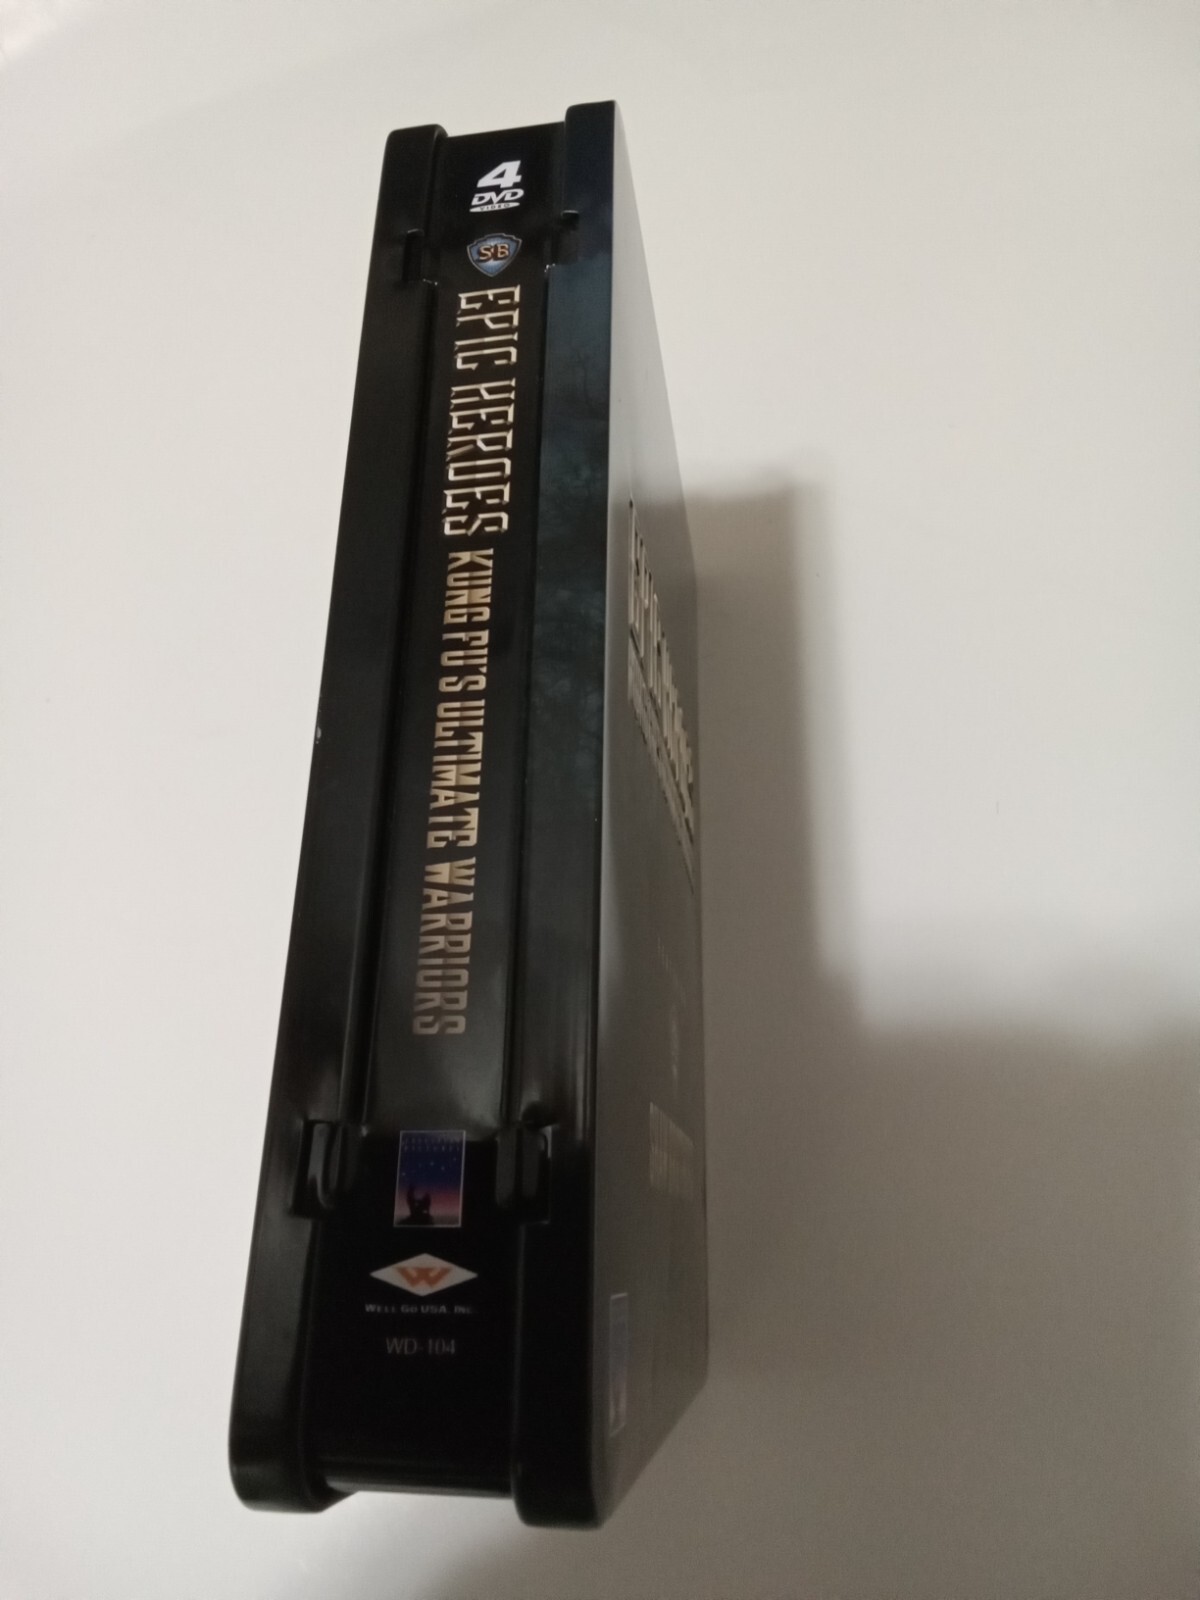 4
DVD
VIDEO
SB
EPIC HEROES KUNG FU'S ULTIMATE WARRIORS
W
WELL GO USA, INC.
WD-104